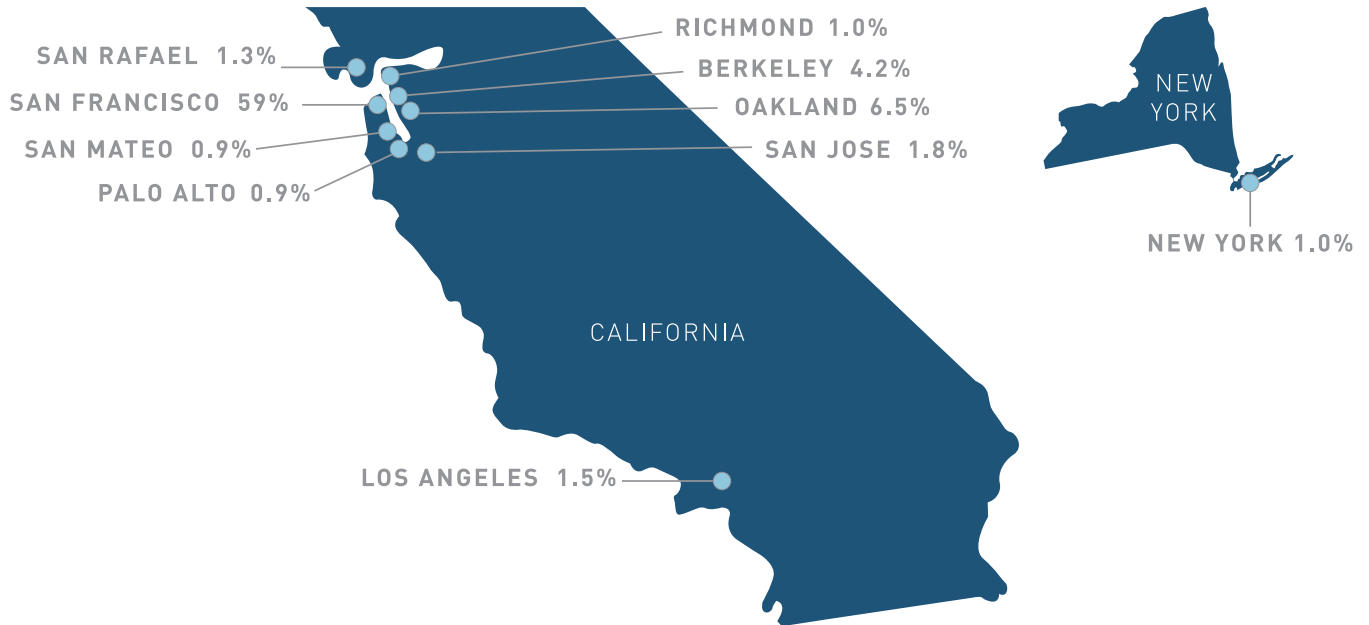 SAN RAFAEL 1.3%
SAN FRANCISCO 59%
SAN MATEO 0.9%
PALO ALTO 0.9%
RICHMOND 1.0%
BERKELEY 4.2%
OAKLAND 6.5%
SAN JOSE 1.8%
CALIFORNIA
LOS ANGELES 1.5%
NEW
YORK
NEW YORK 1.0%